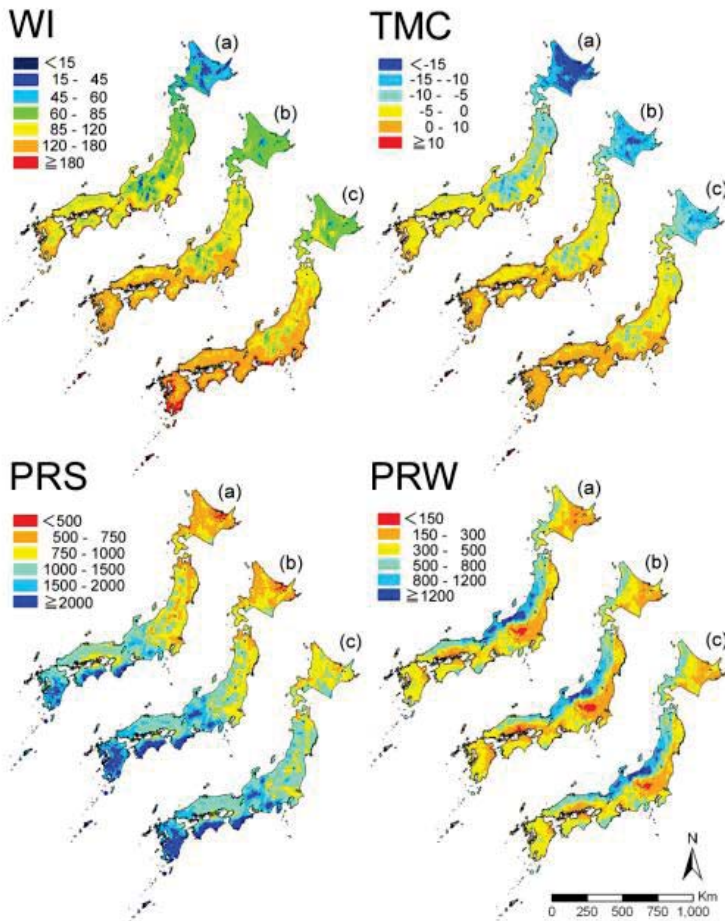 WI
(a)
<15
15 - 45
45 - 60
60 - 85
85 - 120
120 - 180
≧180
(b)
(c)
TMC
(a)
<-15
-15 - -10
-10 - -5
-5 - 0
0 - 10
≧10
(b)
(c)
PRS
(a)
<500
500 - 750
750 - 1000
1000 - 1500
1500 - 2000
≧2000
(b)
(c)
PRW
(a)
<150
150 - 300
300 - 500
500 - 800
800 - 1200
≧1200
(b)
(c)
N
Km
0 250 500 750 1,000